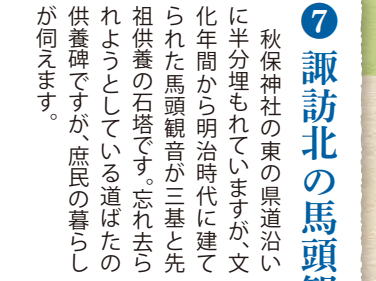 ❼ 諏訪北の馬頭
秋保神社の東の県道沿い
に半分埋もれていますが、文
化年間から明治時代に建て
られた馬頭観音が三基と先
祖供養の石塔です。忘れ去ら
れようとしている道ばたの
供養碑ですが、庶民の暮らし
が伺えます。